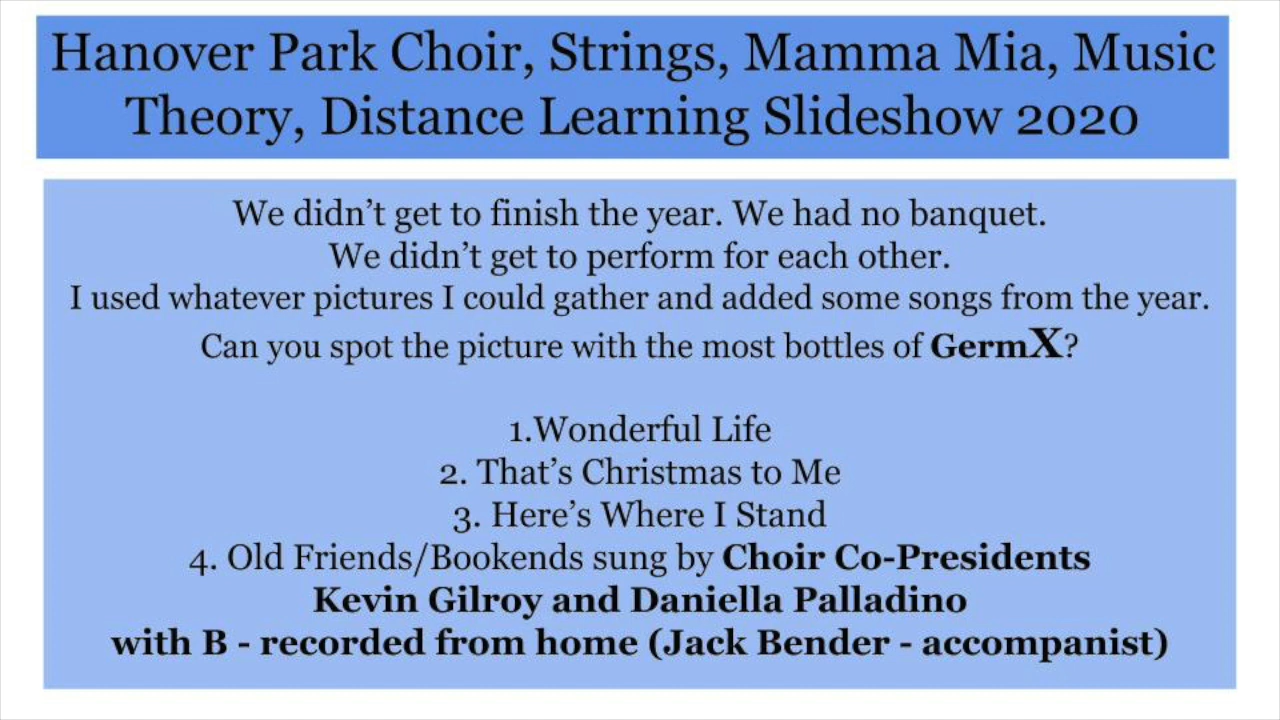 Hanover Park Choir, Strings, Mamma Mia, Music
Theory, Distance Learning Slideshow 2020
We didn’t get to finish the year. We had no banquet.
We didn’t get to perform for each other.
I used whatever pictures I could gather and added some songs from the year.
Can you spot the picture with the most bottles of GermX?
1.Wonderful Life
2. That’s Christmas to Me
3. Here’s Where I Stand
4. Old Friends/Bookends sung by Choir Co-Presidents
Kevin Gilroy and Daniella Palladino
with B - recorded from home (Jack Bender - accompanist)